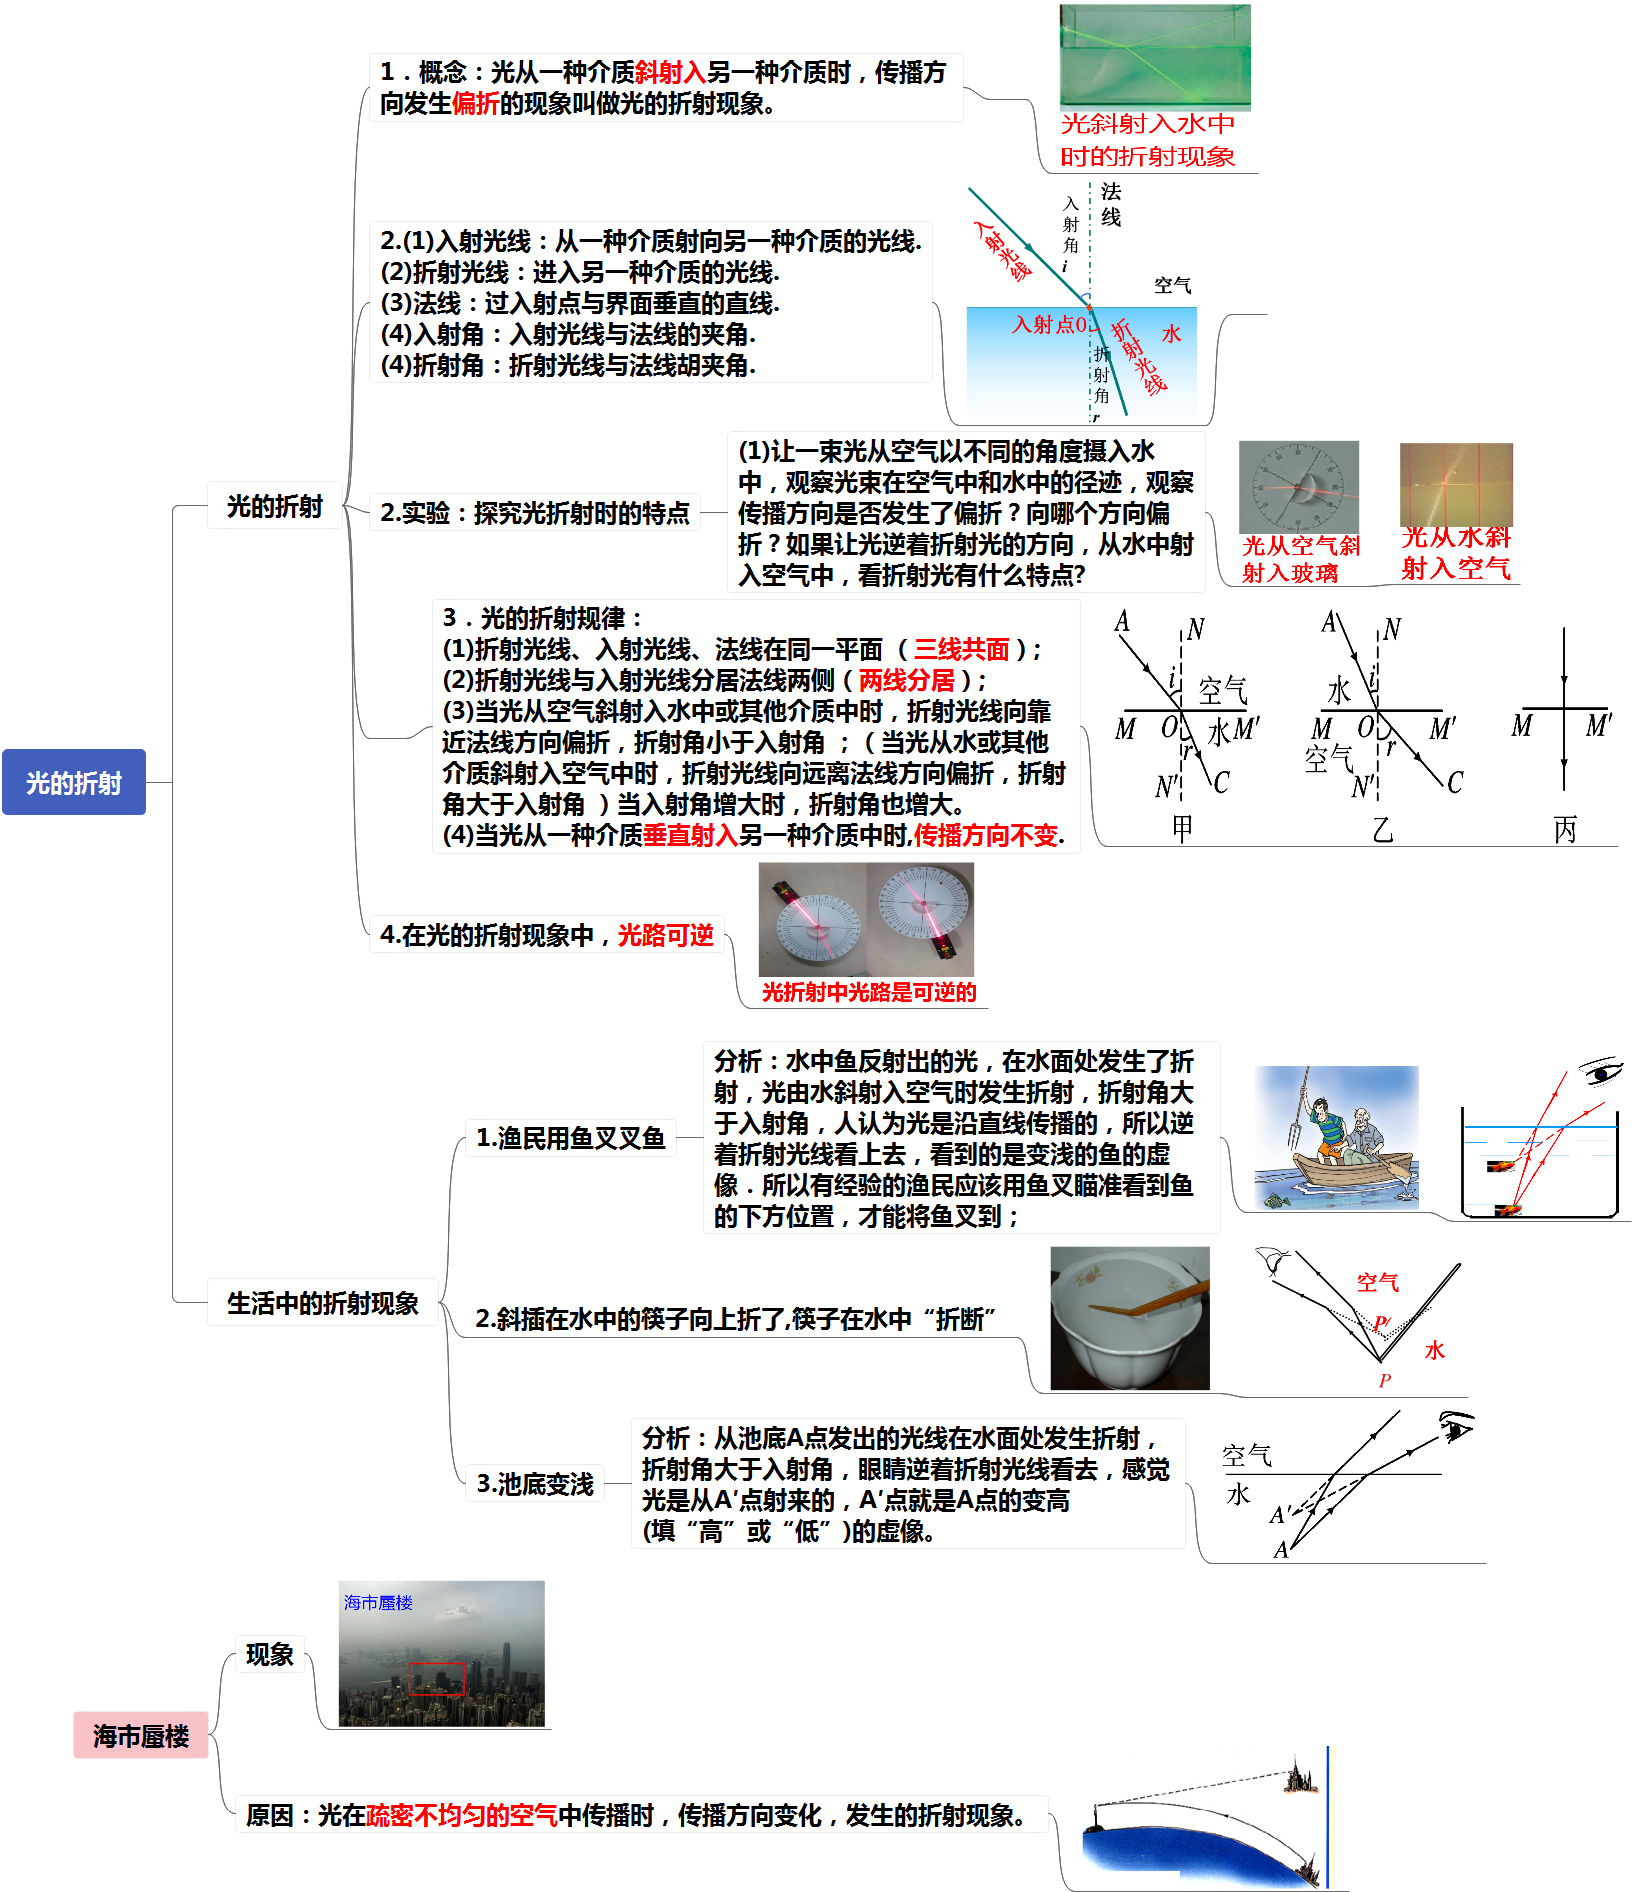 光的折射
光的折射
1．概念：光从一种介质斜射入另一种介质时，传播方
向发生偏折的现象叫做光的折射现象。
光斜射入水中
时的折射现象
2.(1)入射光线：从一种介质射向另一种介质的光线.
(2)折射光线：进入另一种介质的光线.
(3)法线：过入射点与界面垂直的直线.
(4)入射角：入射光线与法线的夹角.
(4)折射角：折射光线与法线胡夹角.
入射光线
入射角i
法线
空气
入射点0
折射光线
水
折射角r
2.实验：探究光折射时的特点
(1)让一束光从空气以不同的角度摄入水
中，观察光束在空气中和水中的径迹，观察
传播方向是否发生了偏折？向哪个方向偏
折？如果让光逆着折射光的方向，从水中射
入空气中，看折射光有什么特点?
光从空气斜
射入玻璃
光从水斜
射入空气
3．光的折射规律：
(1)折射光线、入射光线、法线在同一平面（三线共面）；
(2)折射光线与入射光线分居法线两侧（两线分居）；
(3)当光从空气斜射入水中或其他介质中时，折射光线向靠
近法线方向偏折，折射角小于入射角 ；（当光从水或其他
介质斜射入空气中时，折射光线向远离法线方向偏折，折射
角大于入射角 ）当入射角增大时，折射角也增大。
(4)当光从一种介质垂直射入另一种介质中时,传播方向不变.
A N
i 空气
M O 水 M′
r
N′ C
甲
A N
水 i
M O M′
空气 r
N′ C
乙
M M′
丙
4.在光的折射现象中，光路可逆
光折射中光路是可逆的
生活中的折射现象
1.渔民用鱼叉叉鱼
分析：水中鱼反射出的光，在水面处发生了折
射，光由水斜射入空气时发生折射，折射角大
于入射角，人认为光是沿直线传播的，所以逆
着折射光线看上去，看到的是变浅的鱼的虚
像．所以有经验的渔民应该用鱼叉瞄准看到鱼
的下方位置，才能将鱼叉到；
2.斜插在水中的筷子向上折了,筷子在水中“折断”
空气
P′
水
P
3.池底变浅
分析：从池底A点发出的光线在水面处发生折射，
折射角大于入射角，眼睛逆着折射光线看去，感觉
光是从A′点射来的，A′点就是A点的变高
(填“高”或“低”)的虚像。
空气
水
A′
A
海市蜃楼
现象
海市蜃楼
原因：光在疏密不均匀的空气中传播时，传播方向变化，发生的折射现象。